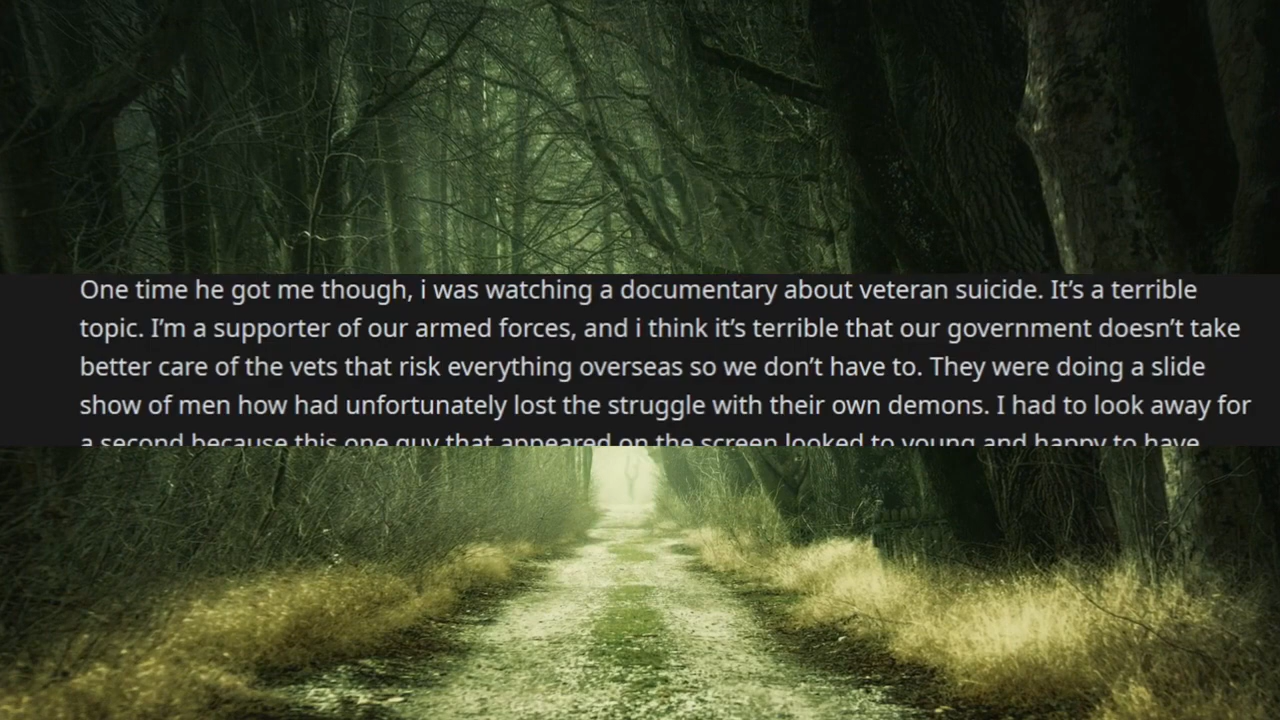 One time he got me though, i was watching a documentary about veteran suicide. It’s a terrible
topic. I’m a supporter of our armed forces, and i think it’s terrible that our government doesn’t take
better care of the vets that risk everything overseas so we don’t have to. They were doing a slide
show of men how had unfortunately lost the struggle with their own demons. I had to look away for
a second because this one guy that appeared on the screen looked to young and happy to have